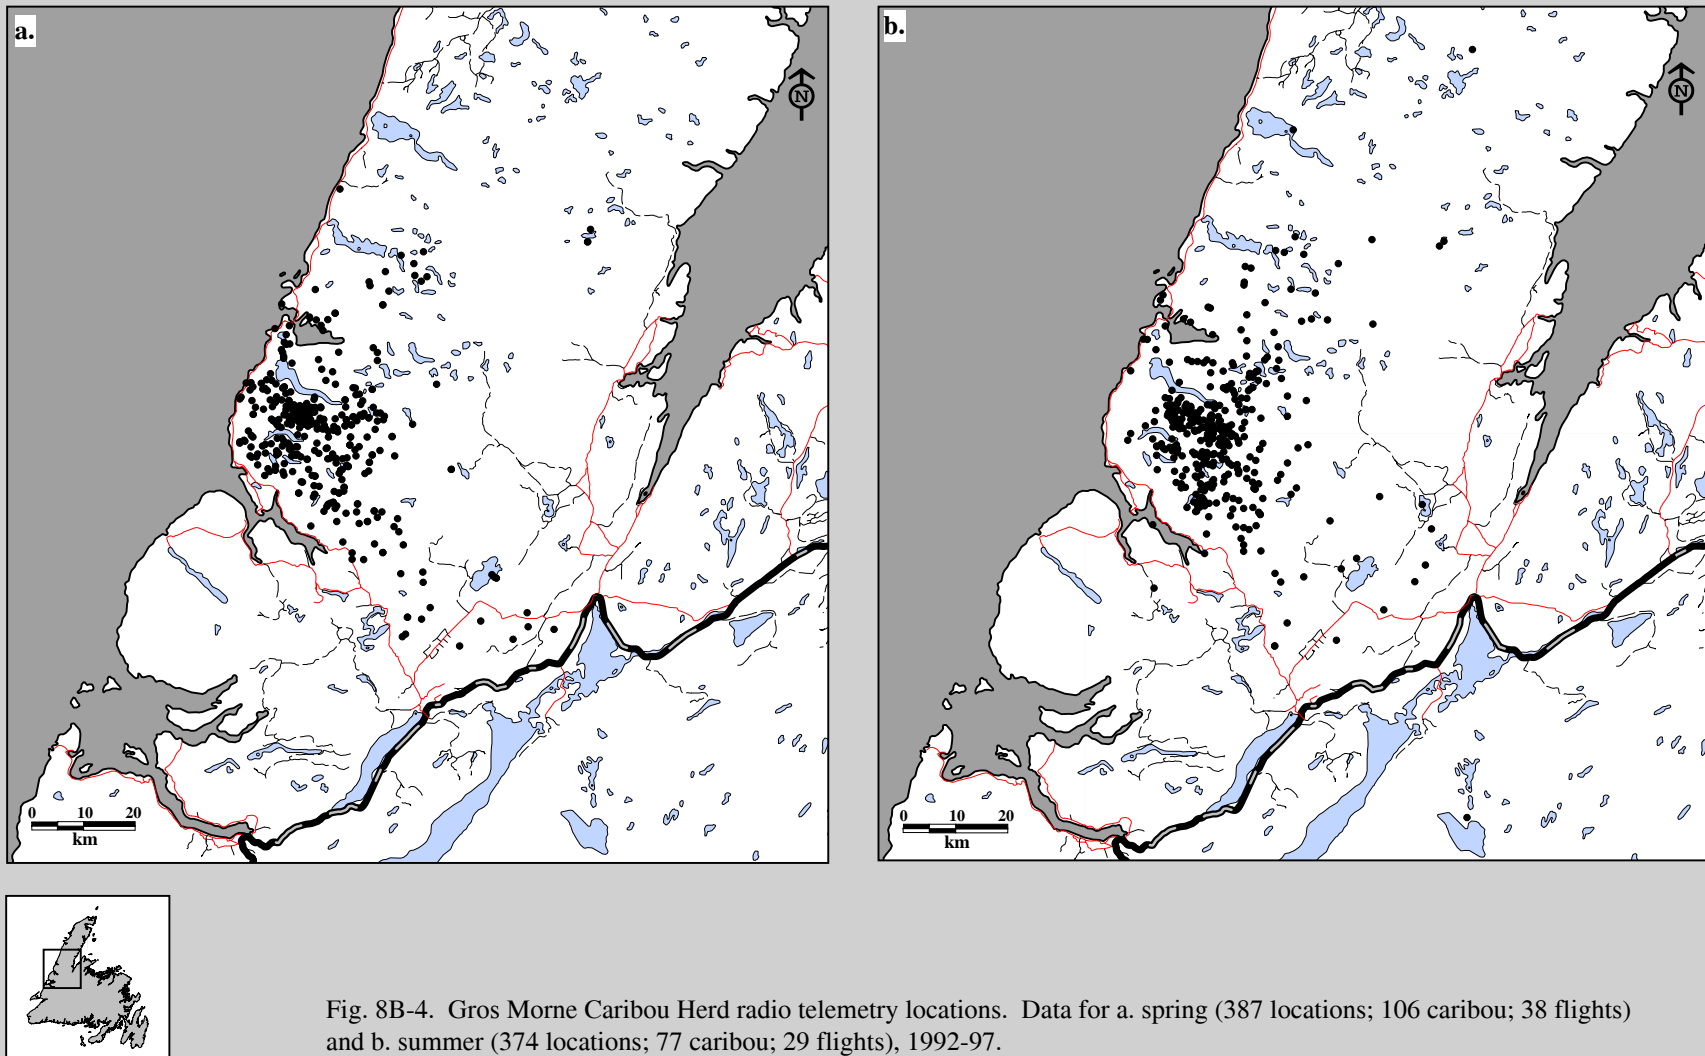 a.
N
0 10 20
km
b.
N
0 10 20
km
Fig. 8B-4. Gros Morne Caribou Herd radio telemetry locations. Data for a. spring (387 locations; 106 caribou; 38 flights)
and b. summer (374 locations; 77 caribou; 29 flights), 1992-97.